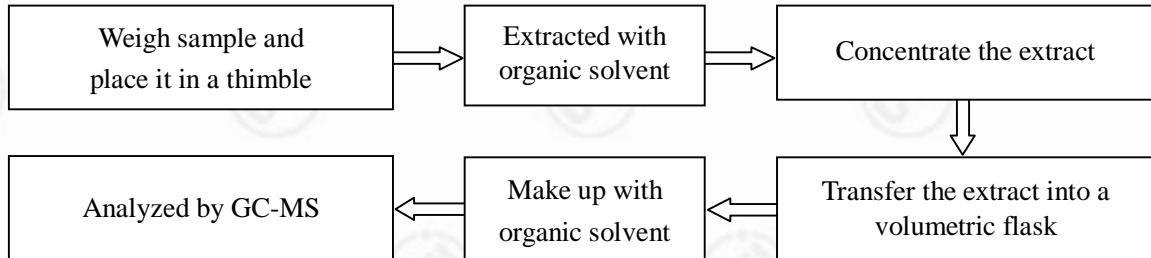 Weigh sample and
place it in a thimble
Extracted with
organic solvent
Concentrate the extract
Transfer the extract into a
volumetric flask
Make up with
organic solvent
Analyzed by GC-MS